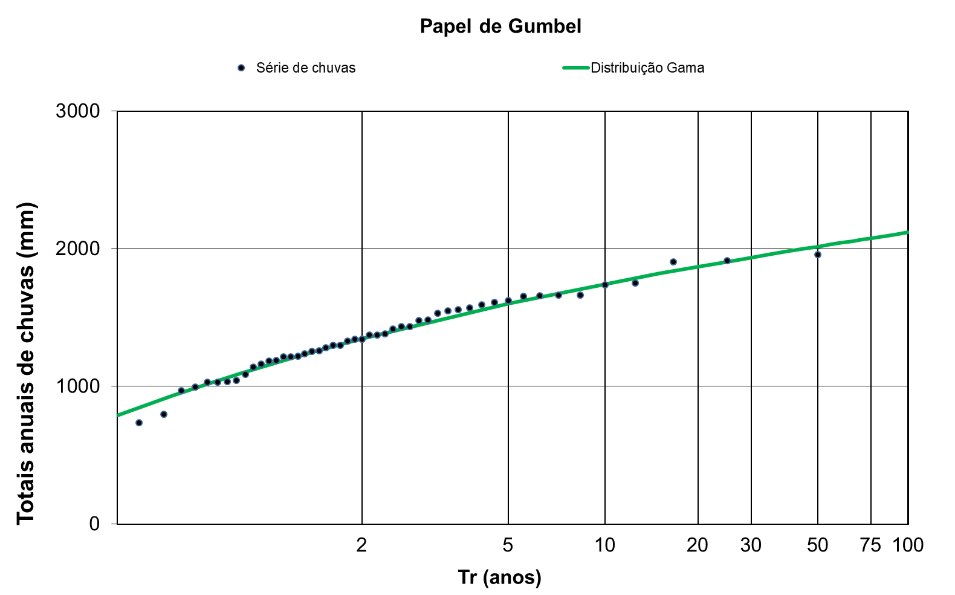 Papel de Gumbel
Série de chuvas
Distribuição Gama
Totais anuais de chuvas (mm)
3000
2000
1000
0
2 5 10 20 30 50 75 100
Tr (anos)